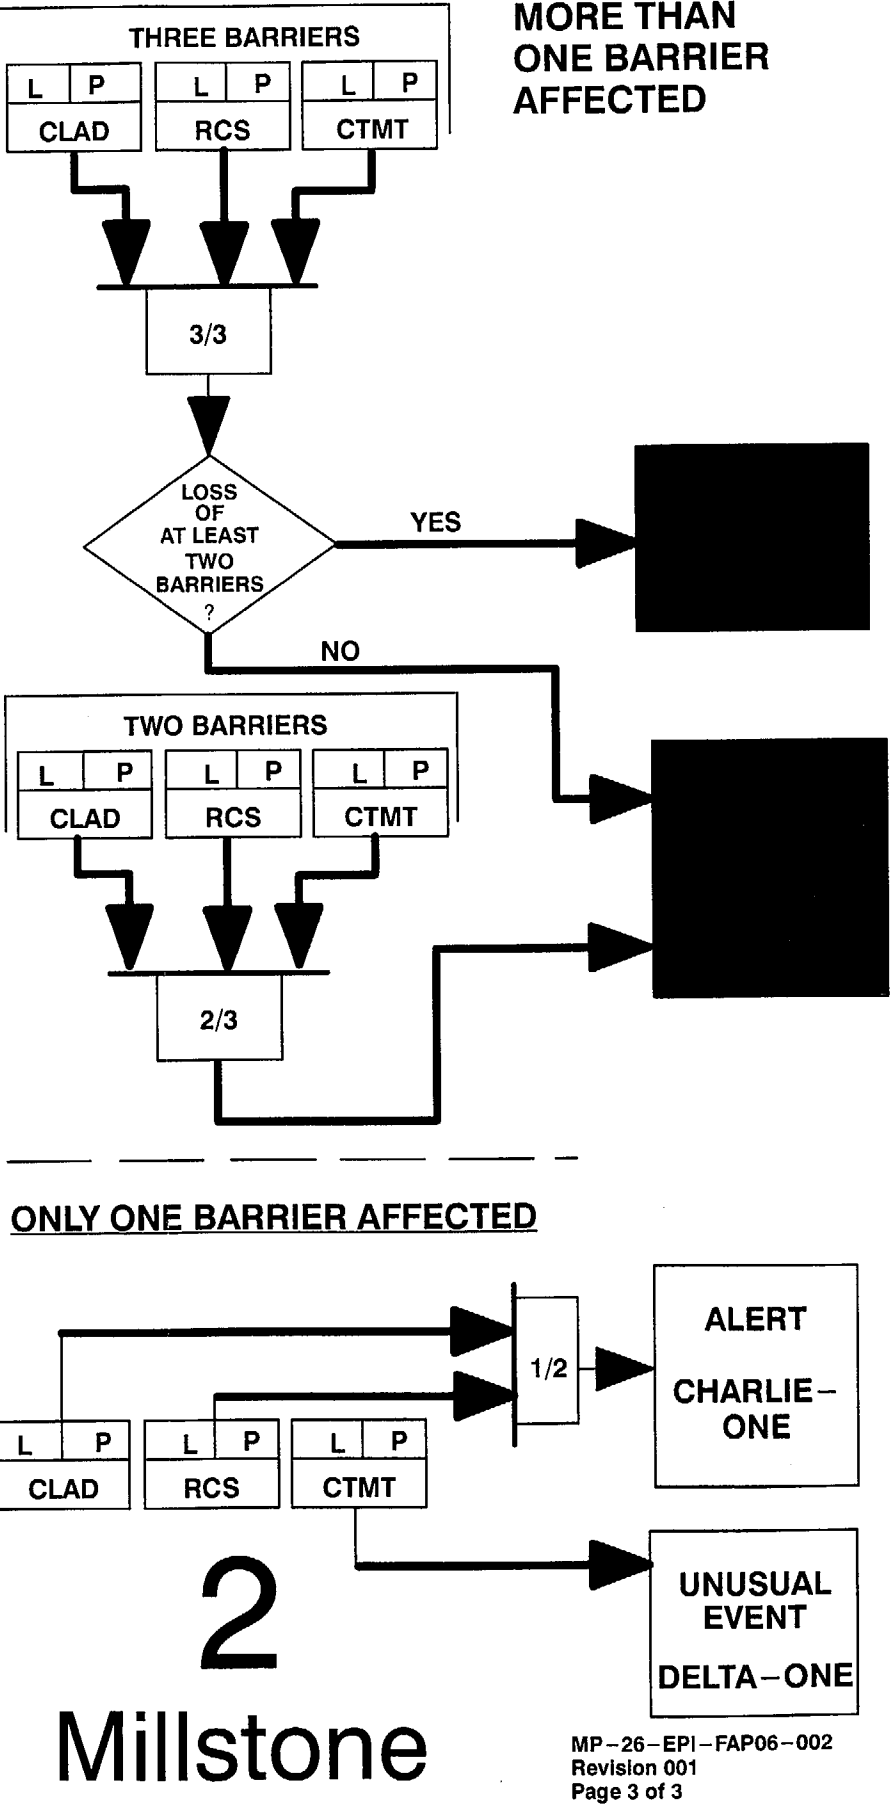 MORE THAN
ONE BARRIER
AFFECTED
THREE BARRIERS
L P L P L P
CLAD RCS CTMT
3/3
LOSS
OF
AT LEAST
TWO
BARRIERS
?
YES
NO
TWO BARRIERS
L P L P L P
CLAD RCS CTMT
2/3
ONLY ONE BARRIER AFFECTED
1/2
ALERT
CHARLIE-
ONE
L P L P L P
CLAD RCS CTMT
UNUSUAL
EVENT
DELTA-ONE
2
Millstone
MP-26-EPI-FAP06-002
Revision 001
Page 3 of 3